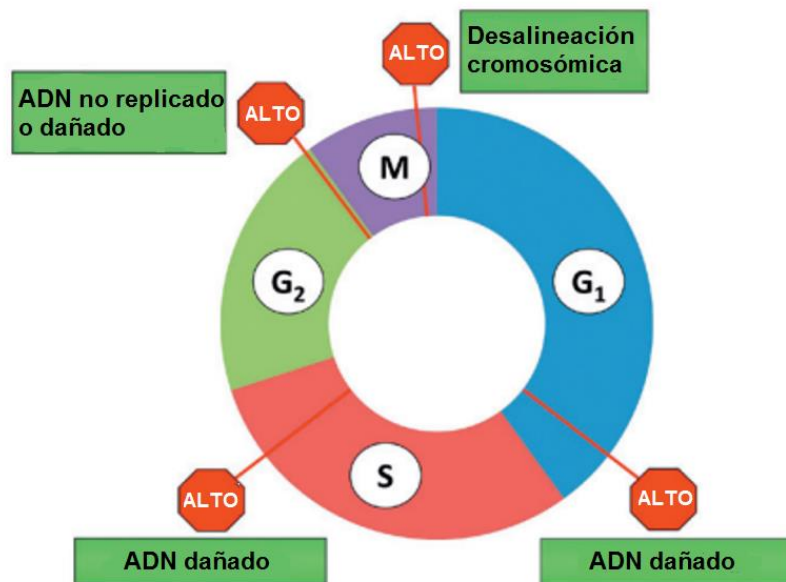 ALTO
Desalineación
cromosómica
ADN no replicado
o dañado
ALTO
M
G₂
G₁
S
ALTO
ADN dañado
ALTO
ADN dañado